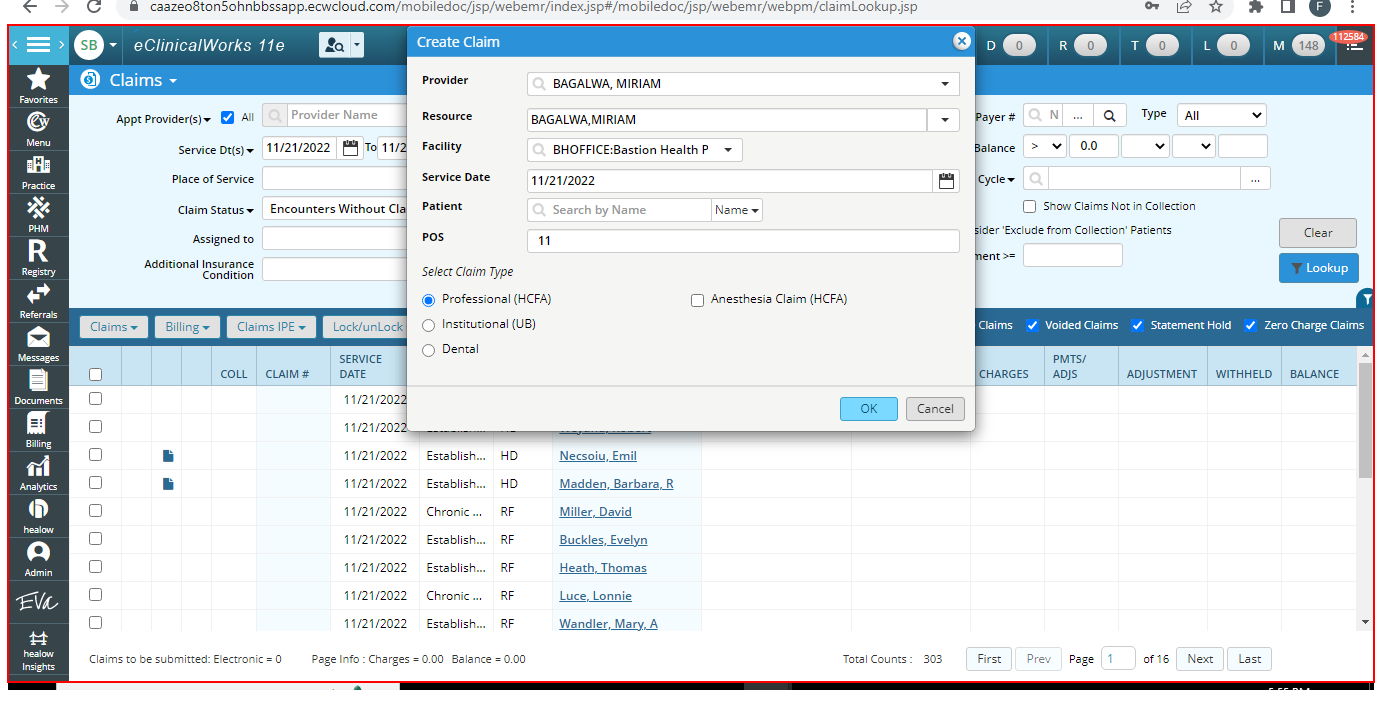 caazeo8ton5ohnbbssapp.ecwcloud.com/mobiledoc/jsp/webemr/index.jsp#/mobiledoc/jsp/webemr/webpm/claimLookup.jsp
F
SB
eClinicalWorks 11e
D 0
R 0
T 0
L 0
M 148
112584
Favorites
Menu
Practice
PHM
R
Registry
Referrals
Messages
Documents
Billing
Analytics
healow
Admin
EVA
healow
Insights
Claims
Appt Provider(s) All Provider Name
Service Dt(s) 11/21/2022 To 11/2
Place of Service
Claim Status Encounters Without Cla
Assigned to
Additional Insurance
Condition
Create Claim
Provider BAGALWA, MIRIAM
Resource BAGALWA,MIRIAM
Facility BHOFFICE:Bastion Health P
Service Date 11/21/2022
Patient Search by Name Name
POS 11
Select Claim Type
Professional (HCFA) Anesthesia Claim (HCFA)
Institutional (UB)
Dental
OK Cancel
Payer # N ... Type All
Balance > 0.0
Cycle ...
Show Claims Not in Collection
sider 'Exclude from Collection' Patients
ment >=
Clear
Lookup
Claims Billing Claims IPE Lock/unLock
Claims Voided Claims Statement Hold Zero Charge Claims
COLL CLAIM # SERVICE DATE CHARGES PMTS/ ADJS ADJUSTMENT WITHHELD BALANCE
11/21/2022
11/21/2022
11/21/2022 Establish... HD Necsoiu, Emil
11/21/2022 Establish... HD Madden, Barbara, R
11/21/2022 Chronic ... RF Miller, David
11/21/2022 Establish... RF Buckles, Evelyn
11/21/2022 Establish... RF Heath, Thomas
11/21/2022 Chronic ... RF Luce, Lonnie
11/21/2022 Establish... RF Wandler, Mary, A
Claims to be submitted: Electronic = 0 Page Info : Charges = 0.00 Balance = 0.00 Total Counts : 303 First Prev Page 1 of 16 Next Last